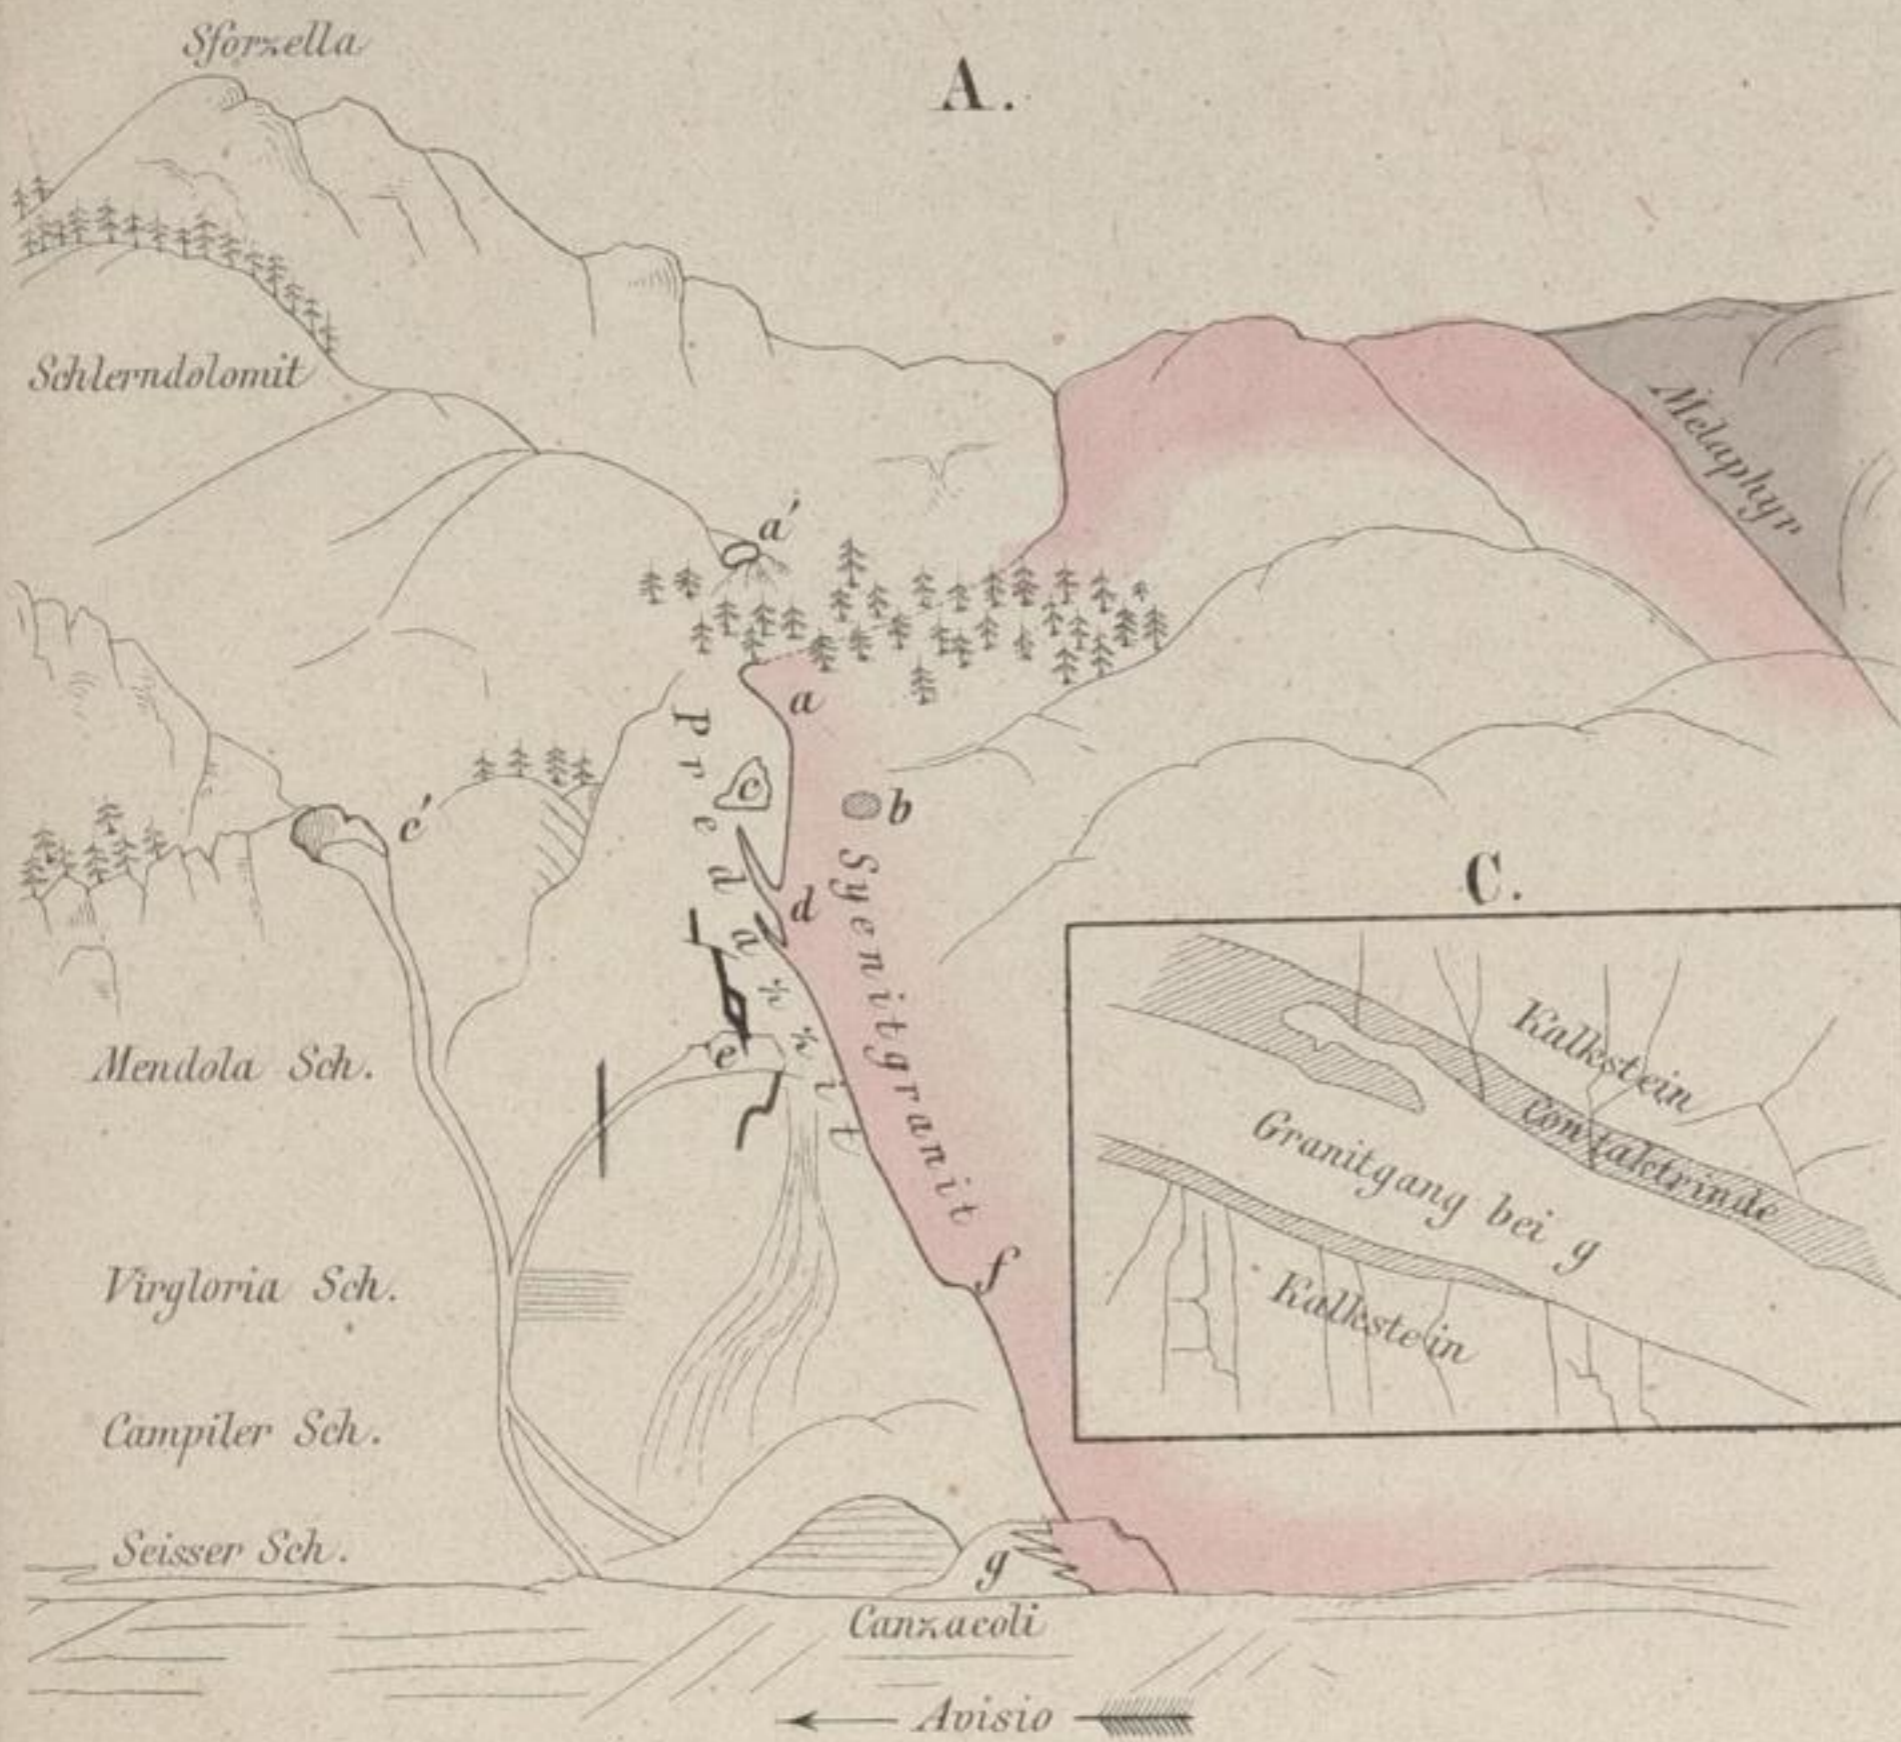 Sforzella
A.
Schlerndolomit
Melaphyr
a'
a
Predazzit
c
b
c'
d
Syenitgranit
C.
Kalkstein
Contaktrinde
Granitgang bei g
Kalkstein
e
Mendola Sch.
f
Virgloria Sch.
Campiler Sch.
Seisser Sch.
g
Canzacoli
Avisio